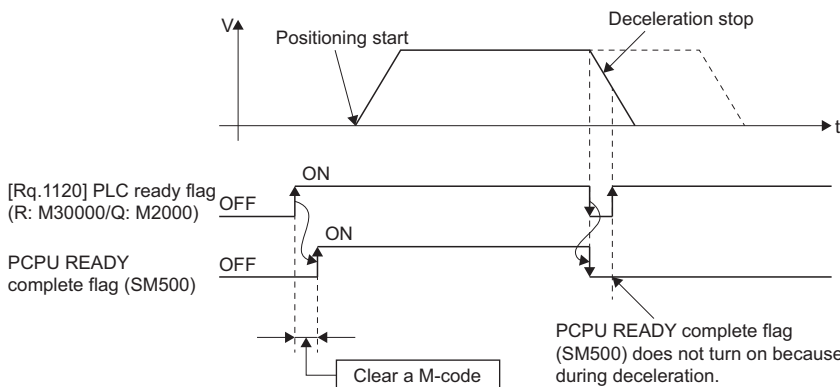 V
Deceleration stop
Positioning start
t
[Rq.1120] PLC ready flag
(R: M30000/Q: M2000)
OFF
ON
PCPU READY
complete flag (SM500)
OFF
ON
Clear a M-code
PCPU READY complete flag
(SM500) does not turn on because
during deceleration.